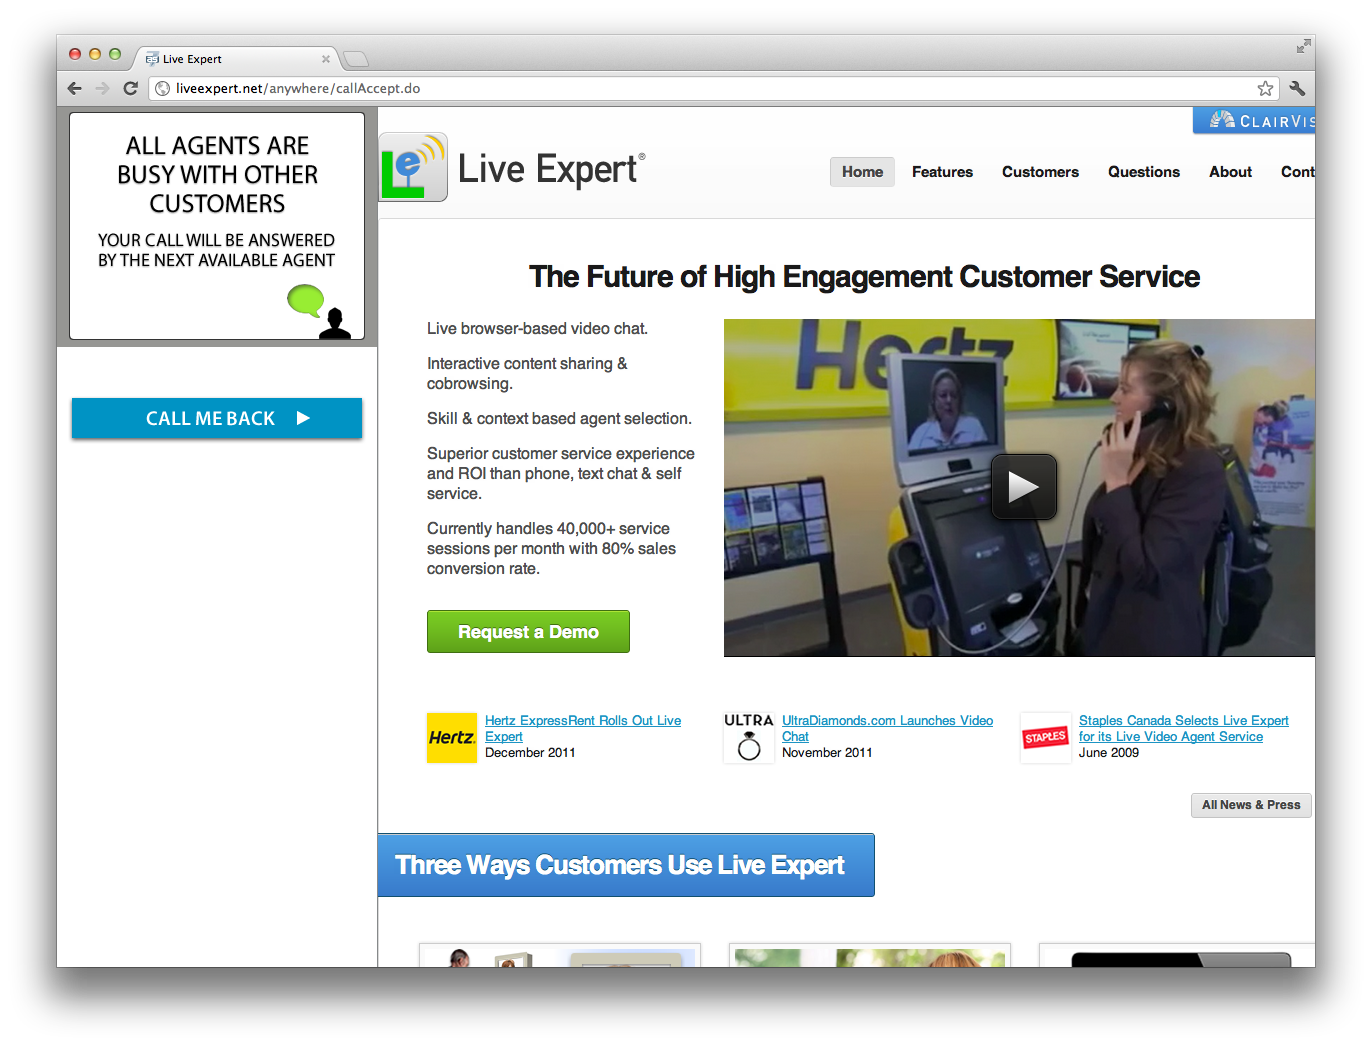 Live Expert
liveexpert.net/anywhere/callAccept.do
ALL AGENTS ARE
BUSY WITH OTHER
CUSTOMERS
YOUR CALL WILL BE ANSWERED
BY THE NEXT AVAILABLE AGENT
CALL ME BACK
CLAIRVIS
Le Live Expert®
Home Features Customers Questions About Cont
The Future of High Engagement Customer Service
Live browser-based video chat.
Interactive content sharing &
cobrowsing.
Skill & context based agent selection.
Superior customer service experience
and ROI than phone, text chat & self
service.
Currently handles 40,000+ service
sessions per month with 80% sales
conversion rate.
Request a Demo
Hertz
Hertz.
Hertz ExpressRent Rolls Out Live
Expert
December 2011
ULTRA
UltraDiamonds.com Launches Video
Chat
November 2011
STAPLES
Staples Canada Selects Live Expert
for its Live Video Agent Service
June 2009
All News & Press
Three Ways Customers Use Live Expert